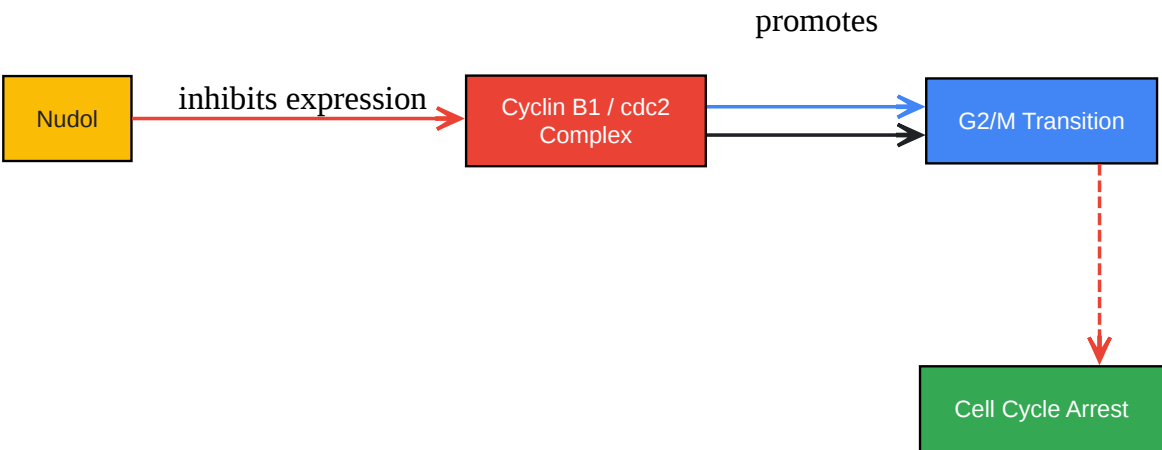 promotes
Nudol
inhibits expression
Cyclin B1 / cdc2
Complex
G2/M Transition
Cell Cycle Arrest